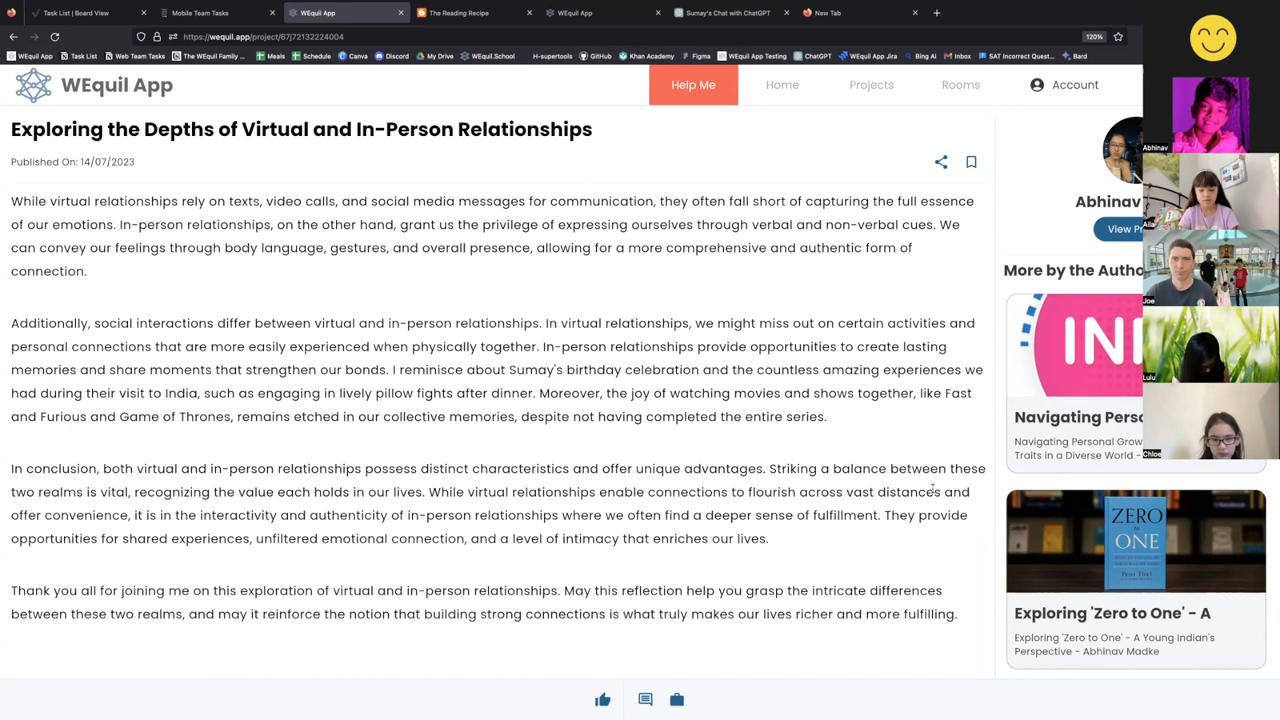 Task List | Board View
Mobile Team Tasks
WEquil App
The Reading Recipe
WEquil App
Sumay's Chat with ChatGPT
New Tab
https://wequil.app/project/67j72132224004
120%
WEquil App
Task List
Web Team Tasks
The WEquil Family ...
Meals
Schedule
Canva
Discord
My Drive
WEquil.School
H-supertools
GitHub
Khan Academy
Figma
WEquil App Testing
ChatGPT
WEquil App Jira
Bing AI
Inbox
SAT Incorrect Quest...
Bard
WEquil App
Help Me
Home
Projects
Rooms
Account
Exploring the Depths of Virtual and In-Person Relationships
Published On: 14/07/2023
While virtual relationships rely on texts, video calls, and social media messages for communication, they often fall short of capturing the full essence
of our emotions. In-person relationships, on the other hand, grant us the privilege of expressing ourselves through verbal and non-verbal cues. We
can convey our feelings through body language, gestures, and overall presence, allowing for a more comprehensive and authentic form of
connection.
Additionally, social interactions differ between virtual and in-person relationships. In virtual relationships, we might miss out on certain activities and
personal connections that are more easily experienced whhn physically together. In-person relationships provide opportunities to create lasting
memories and share moments that strengthen our bonds. I reminisce about Sumay's birthday celebration and the countless amazing experiences we
had during their visit to India, such as engaging in lively pillow fights after dinner. Moreover, the joy of watching movies and shows together, like Fast
and Furious and Game of Thrones, remains etched in our collective memories, despite not having completed the entire series.
In conclusion, both virtual and in-person relationships possess distinct characteristics and offer unique advantages. Striking a balance between these
two realms is vital, recognizing the value each holds in our lives. While virtual relationships enable connections to flourish across vast distances and
offer convenience, it is in the interactivity and authenticity of in-person relationships where we often find a deeper sense of fulfillment. They provide
opportunities for shared experiences, unfiltered emotional connection, and a level of intimacy that enriches our lives.
Thank you all for joining me on this exploration of virtual and in-person relationships. May this reflection help you grasp the intricate differences
between these two realms, and may it reinforce the notion that building strong connections is what truly makes our lives richer and more fulfilling.
Abhinav
View Pr
More by the Autho
INF
Navigating Perso
Navigating Personal Grow
Traits in a Diverse World -
ZERO
to
ONE
Peter Thiel
Exploring 'Zero to One' - A
Exploring 'Zero to One' - A Young Indian's
Perspective - Abhinav Madke
Abhinav
Alia
Joe
Lulu
Chloe